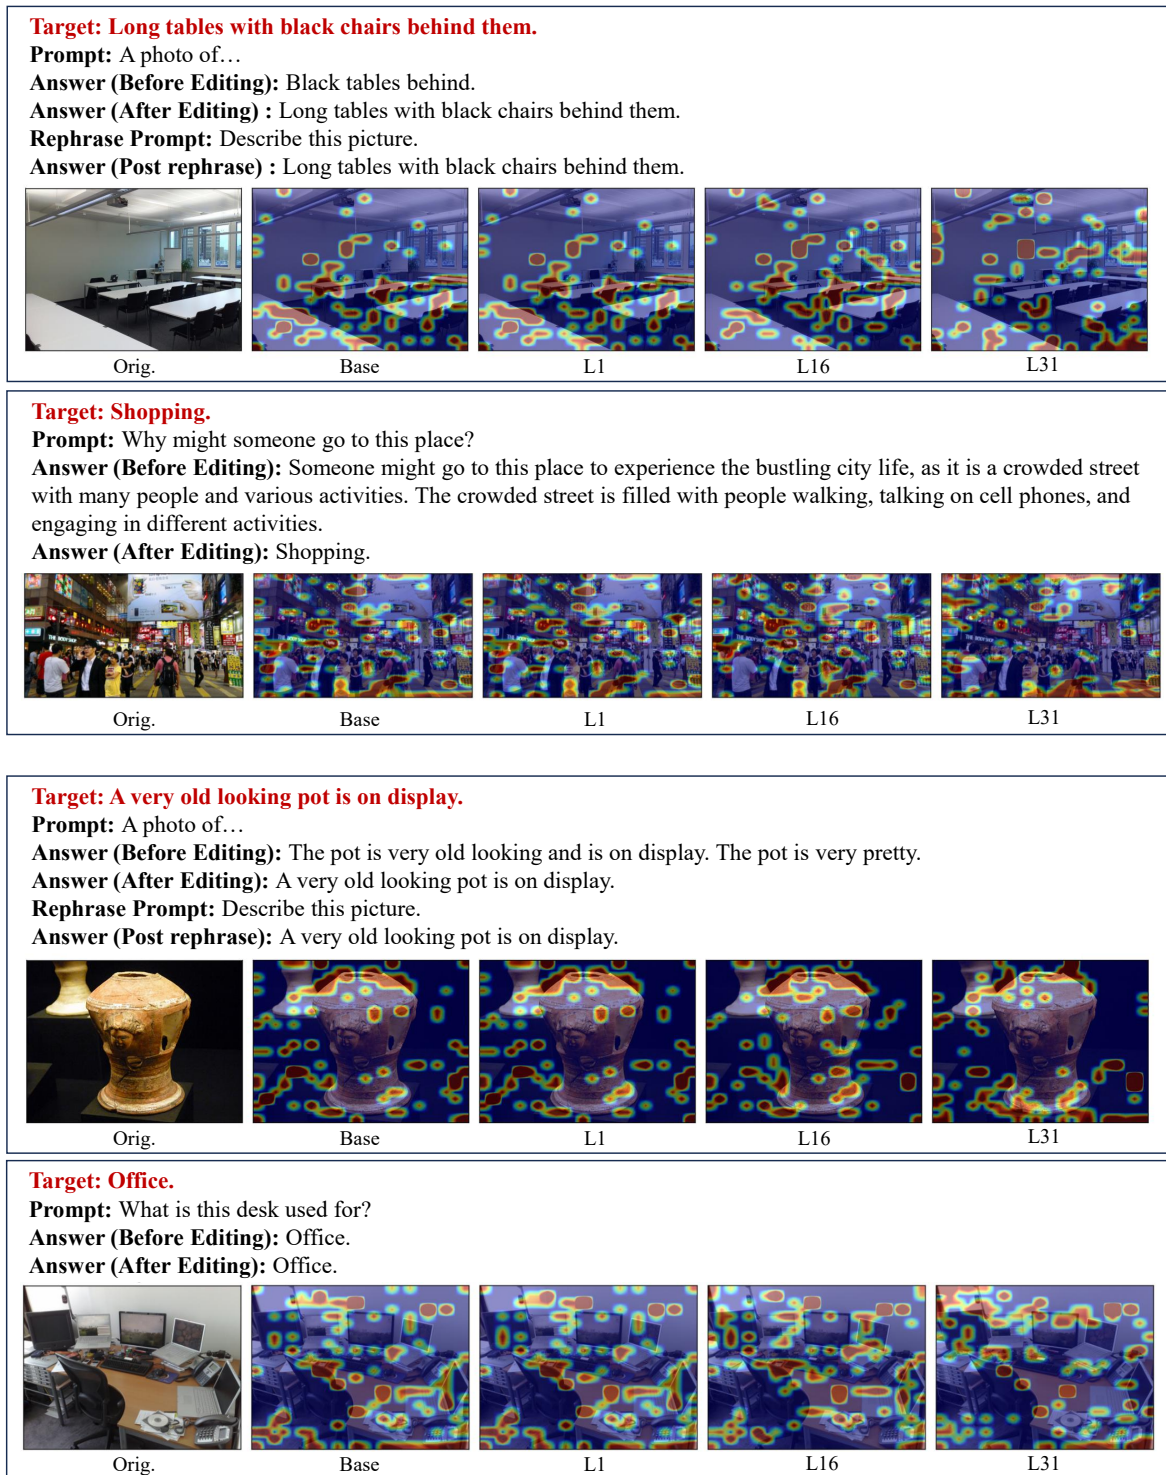 Target: Long tables with black chairs behind them.
Prompt: A photo of…
Answer (Before Editing): Black tables behind.
Answer (After Editing) : Long tables with black chairs behind them.
Rephrase Prompt: Describe this picture.
Answer (Post rephrase) : Long tables with black chairs behind them.
Orig. Base L1 L16 L31
Target: Shopping.
Prompt: Why might someone go to this place?
Answer (Before Editing): Someone might go to this place to experience the bustling city life, as it is a crowded street
with many people and various activities. The crowded street is filled with people walking, talking on cell phones, and
engaging in different activities.
Answer (After Editing): Shopping.
THE BODY SHOP
Orig. Base L1 L16 L31
Target: A very old looking pot is on display.
Prompt: A photo of…
Answer (Before Editing): The pot is very old looking and is on display. The pot is very pretty.
Answer (After Editing): A very old looking pot is on display.
Rephrase Prompt: Describe this picture.
Answer (Post rephrase): A very old looking pot is on display.
Orig. Base L1 L16 L31
Target: Office.
Prompt: What is this desk used for?
Answer (Before Editing): Office.
Answer (After Editing): Office.
Orig. Base L1 L16 L31